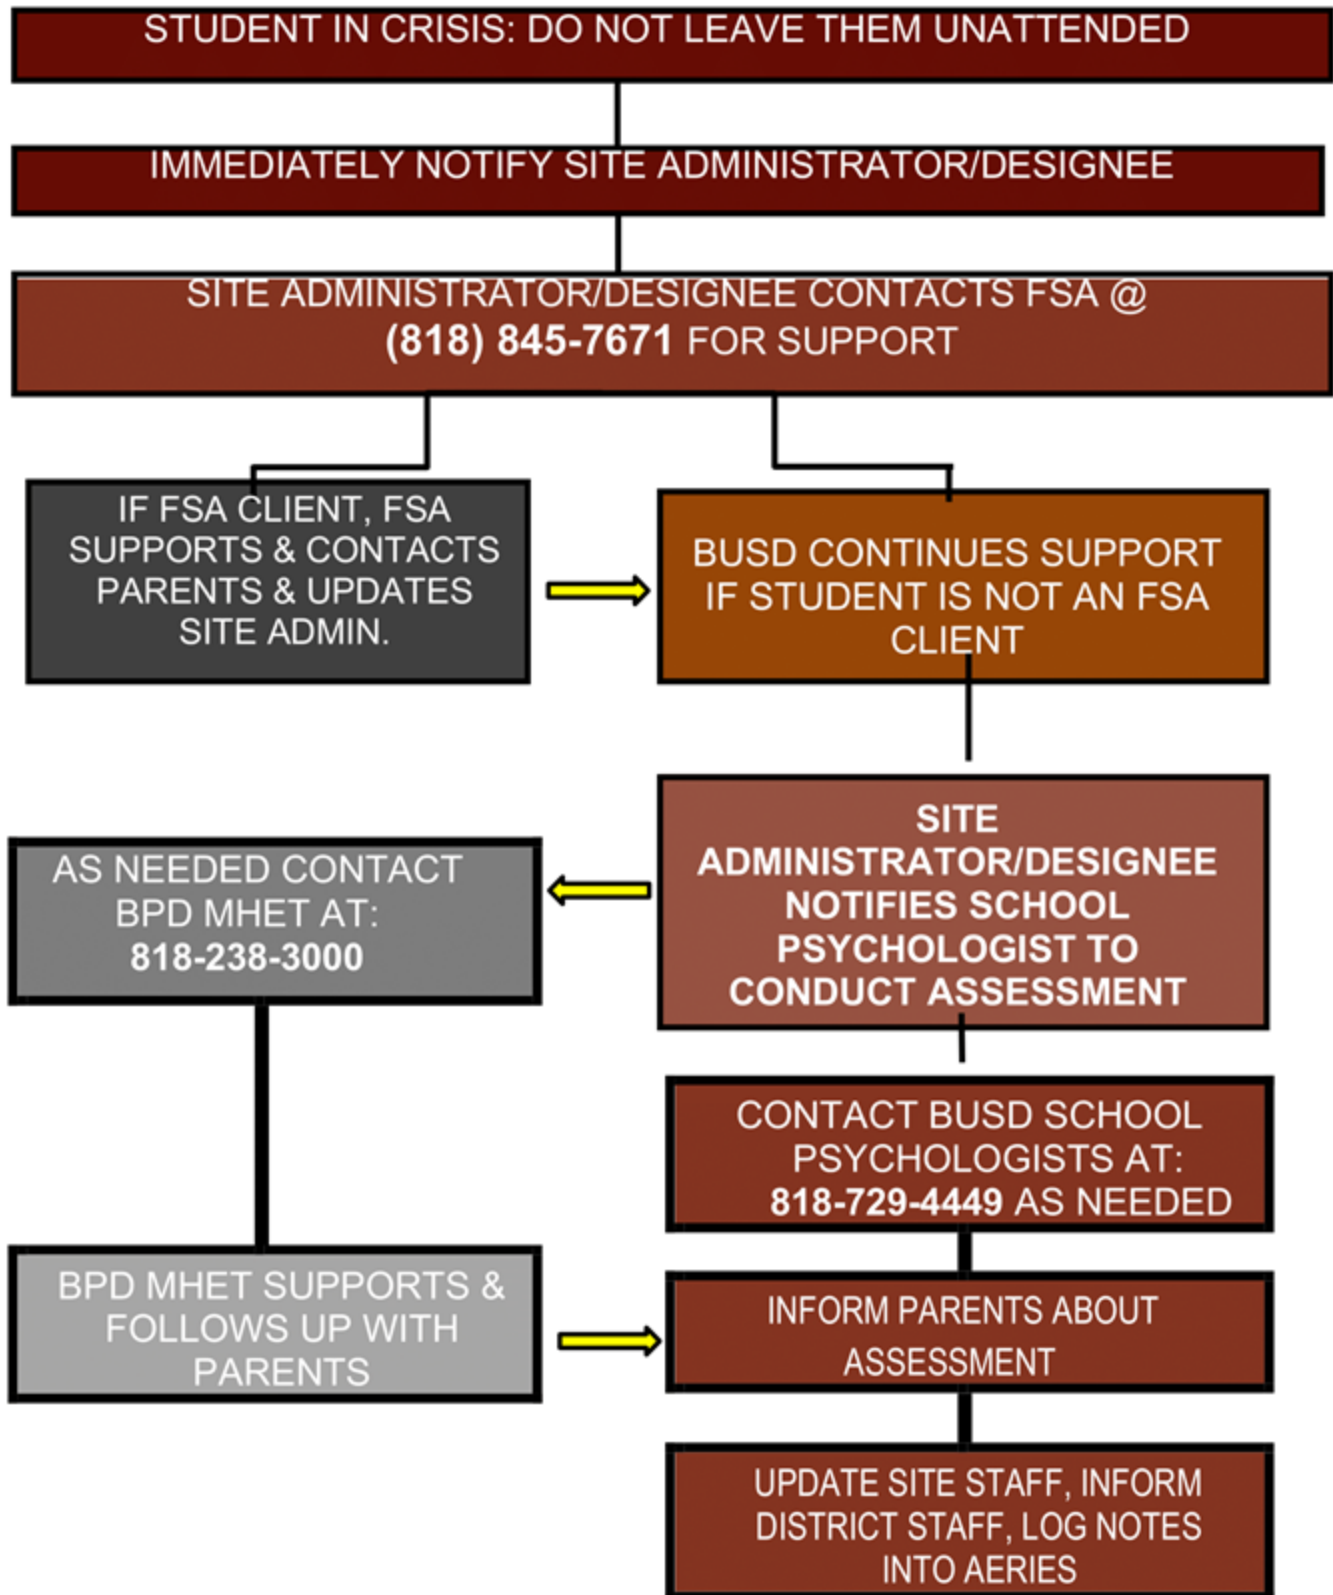 STUDENT IN CRISIS: DO NOT LEAVE THEM UNATTENDED
IMMEDIATELY NOTIFY SITE ADMINISTRATOR/DESIGNEE
SITE ADMINISTRATOR/DESIGNEE CONTACTS FSA @
(818) 845-7671 FOR SUPPORT
IF FSA CLIENT, FSA
SUPPORTS & CONTACTS
PARENTS & UPDATES
SITE ADMIN.
BUSD CONTINUES SUPPORT
IF STUDENT IS NOT AN FSA
CLIENT
SITE
ADMINISTRATOR/DESIGNEE
NOTIFIES SCHOOL
PSYCHOLOGIST TO
CONDUCT ASSESSMENT
AS NEEDED CONTACT
BPD MHET AT:
818-238-3000
CONTACT BUSD SCHOOL
PSYCHOLOGISTS AT:
818-729-4449 AS NEEDED
BPD MHET SUPPORTS &
FOLLOWS UP WITH
PARENTS
INFORM PARENTS ABOUT
ASSESSMENT
UPDATE SITE STAFF, INFORM
DISTRICT STAFF, LOG NOTES
INTO AERIES